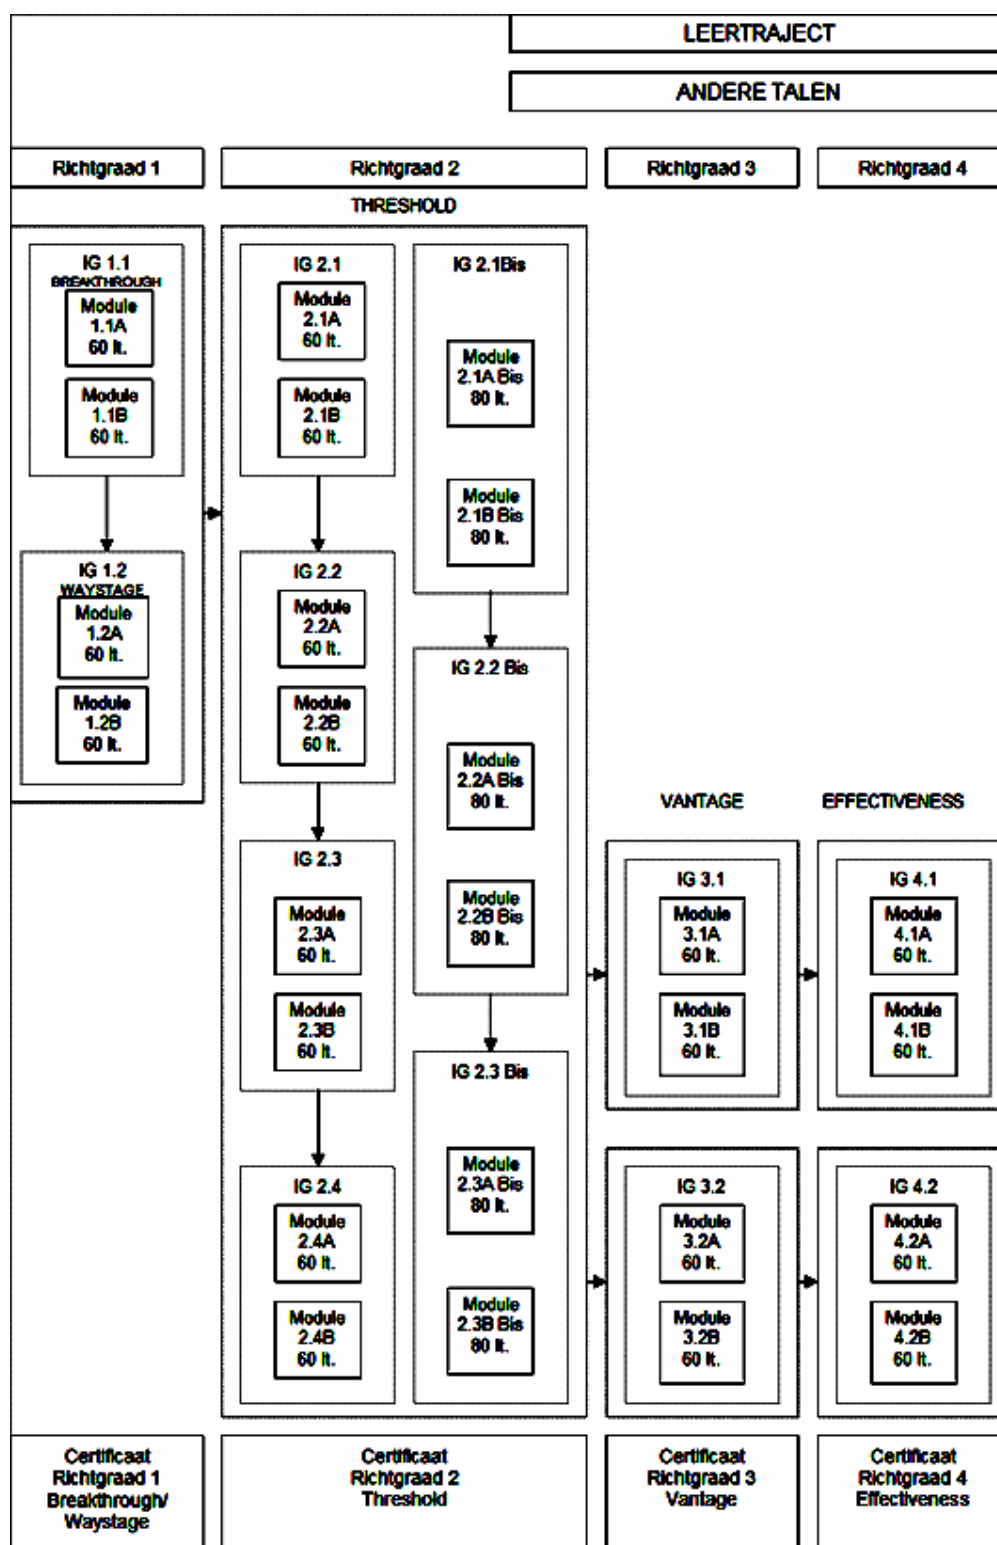 LEERTRAJECT
ANDERE TALEN
Richtgraad 1
Richtgraad 2
Richtgraad 3
Richtgraad 4
THRESHOLD
IG 1.1
BREAKTHROUGH
Module
1.1A
60 lt.
Module
1.1B
60 lt.
IG 1.2
WAYSTAGE
Module
1.2A
60 lt.
Module
1.2B
60 lt.
IG 2.1
Module
2.1A
60 lt.
Module
2.1B
60 lt.
IG 2.2
Module
2.2A
60 lt.
Module
2.2B
60 lt.
IG 2.3
Module
2.3A
60 lt.
Module
2.3B
60 lt.
IG 2.4
Module
2.4A
60 lt.
Module
2.4B
60 lt.
IG 2.1Bis
Module
2.1A Bis
80 lt.
Module
2.1B Bis
80 lt.
IG 2.2 Bis
Module
2.2A Bis
80 lt.
Module
2.2B Bis
80 lt.
IG 2.3 Bis
Module
2.3A Bis
80 lt.
Module
2.3B Bis
80 lt.
VANTAGE
IG 3.1
Module
3.1A
60 lt.
Module
3.1B
60 lt.
IG 3.2
Module
3.2A
60 lt.
Module
3.2B
60 lt.
EFFECTIVENESS
IG 4.1
Module
4.1A
60 lt.
Module
4.1B
60 lt.
IG 4.2
Module
4.2A
60 lt.
Module
4.2B
60 lt.
Certificaat
Richtgraad 1
Breakthrough/
Waystage
Certificaat
Richtgraad 2
Threshold
Certificaat
Richtgraad 3
Vantage
Certificaat
Richtgraad 4
Effectiveness